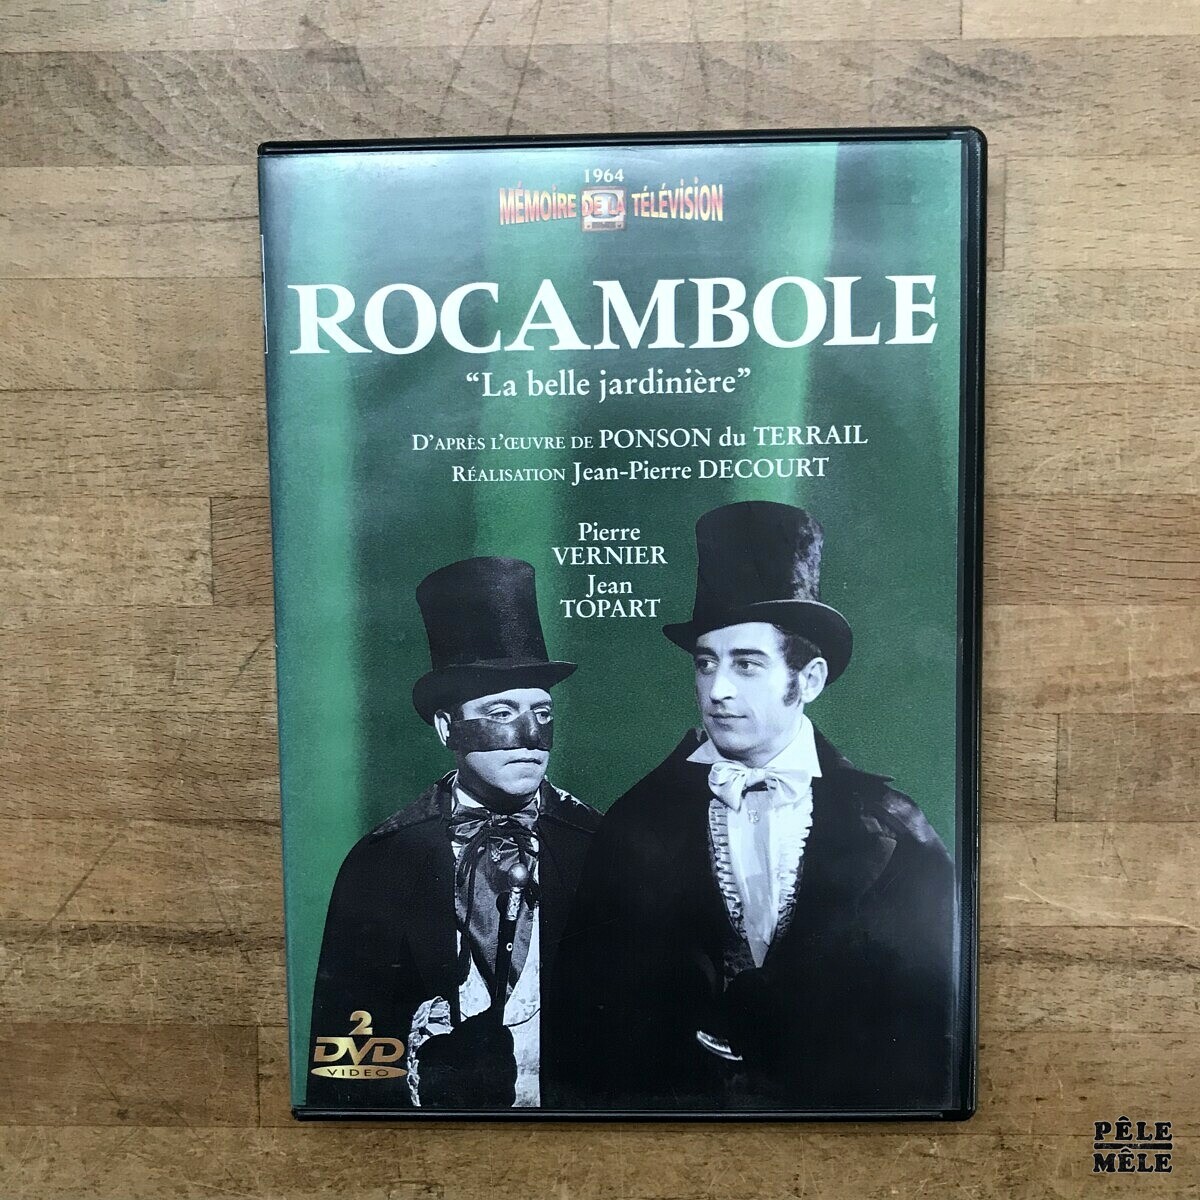 1964
MÉMOIRE DE LA TÉLÉVISION
ROCAMBOLE
“La belle jardinière”
D'APRÈS L'ŒUVRE DE PONSON du TERRAIL
RÉALISATION Jean-Pierre DECOURT
Pierre
VERNIER
Jean
TOPART
2
DVD
VIDEO
PÊLE
MÊLE